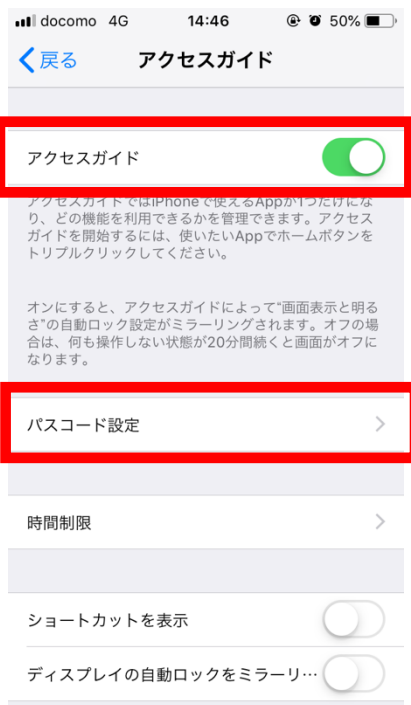 docomo 4G 14:46 50%
戻る アクセスガイド
アクセスガイド
アクセスガイドではiPhoneで使えるAppが1つだけにな
り、どの機能を利用できるかを管理できます。アクセス
ガイドを開始するには、使いたいAppでホームボタンを
トリプルクリックしてください。
オンにすると、アクセスガイドによって“画面表示と明る
さ”の自動ロック設定がミラーリングされます。オフの場
合は、何も操作しない状態が20分間続くと画面がオフに
なります。
パスコード設定
時間制限
ショートカットを表示
ディスプレイの自動ロックをミラーリ…